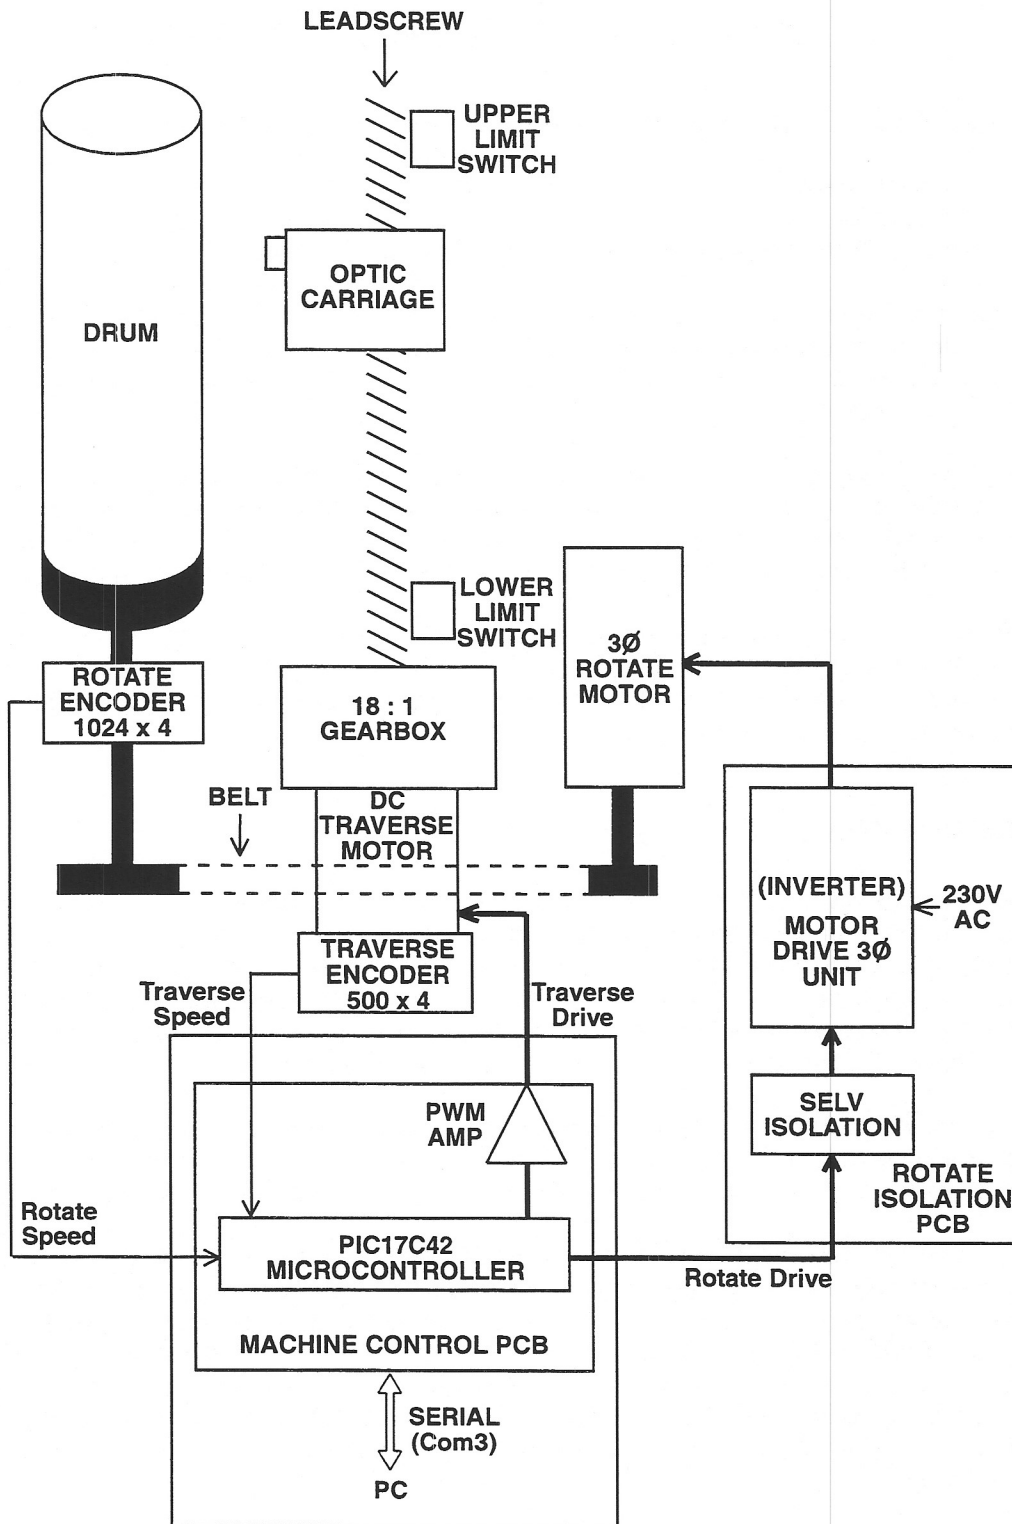 LEADSCREW
UPPER
LIMIT
SWITCH
OPTIC
CARRIAGE
DRUM
LOWER
LIMIT
SWITCH
3Ø
ROTATE
MOTOR
ROTATE
ENCODER
1024 x 4
18 : 1
GEARBOX
BELT
DC
TRAVERSE
MOTOR
(INVERTER)
MOTOR
DRIVE 3Ø
UNIT
230V
AC
TRAVERSE
ENCODER
500 x 4
Traverse
Speed
Traverse
Drive
PWM
AMP
SELV
ISOLATION
ROTATE
ISOLATION
PCB
Rotate
Speed
PIC17C42
MICROCONTROLLER
Rotate Drive
MACHINE CONTROL PCB
SERIAL
(Com3)
PC